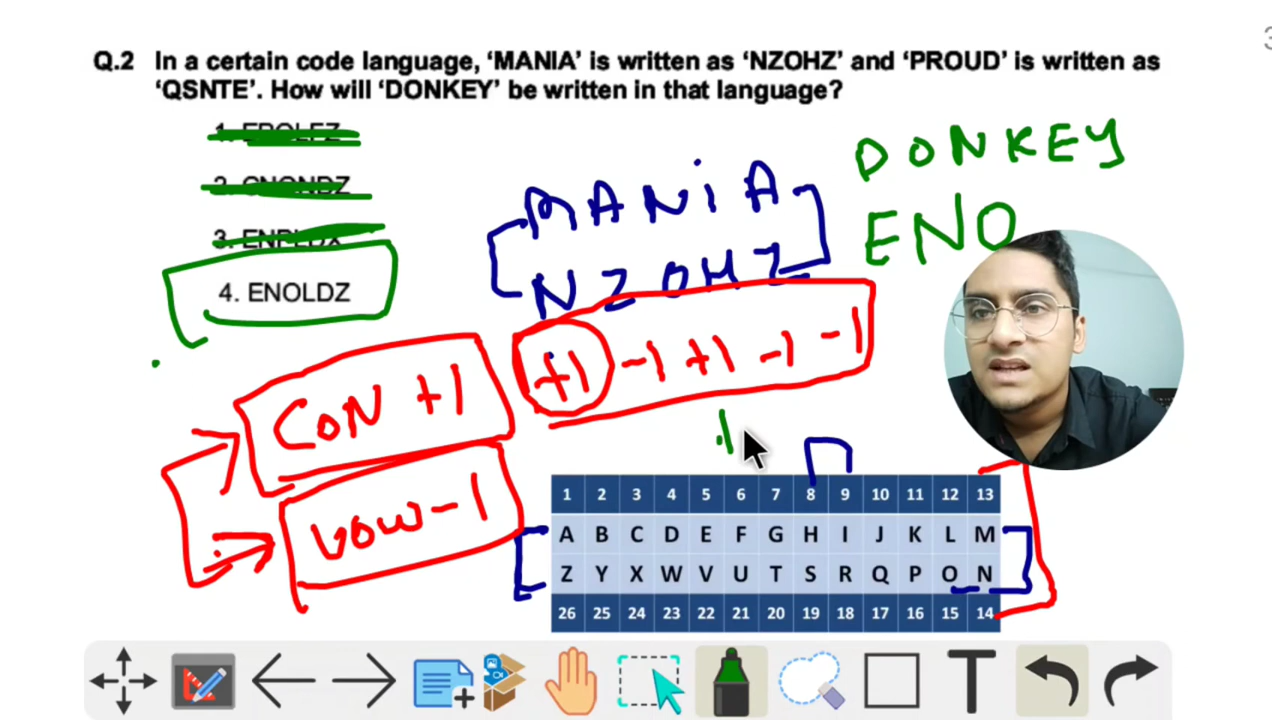 3
Q.2 In a certain code language, ‘MANIA’ is written as ‘NZOHZ’ and ‘PROUD’ is written as
‘QSNTE’. How will ‘DONKEY’ be written in that language?
DONKEY
MANiA
ENO
NZOHZ
4. ENOLDZ
+1 -1 +1 -1 -1
CON +1
VOW -1
1 2 3 4 5 6 7 8 9 10 11 12 13
A B C D E F G H I J K L M
Z Y X W V U T S R Q P O N
26 25 24 23 22 21 20 19 18 17 16 15 14
T